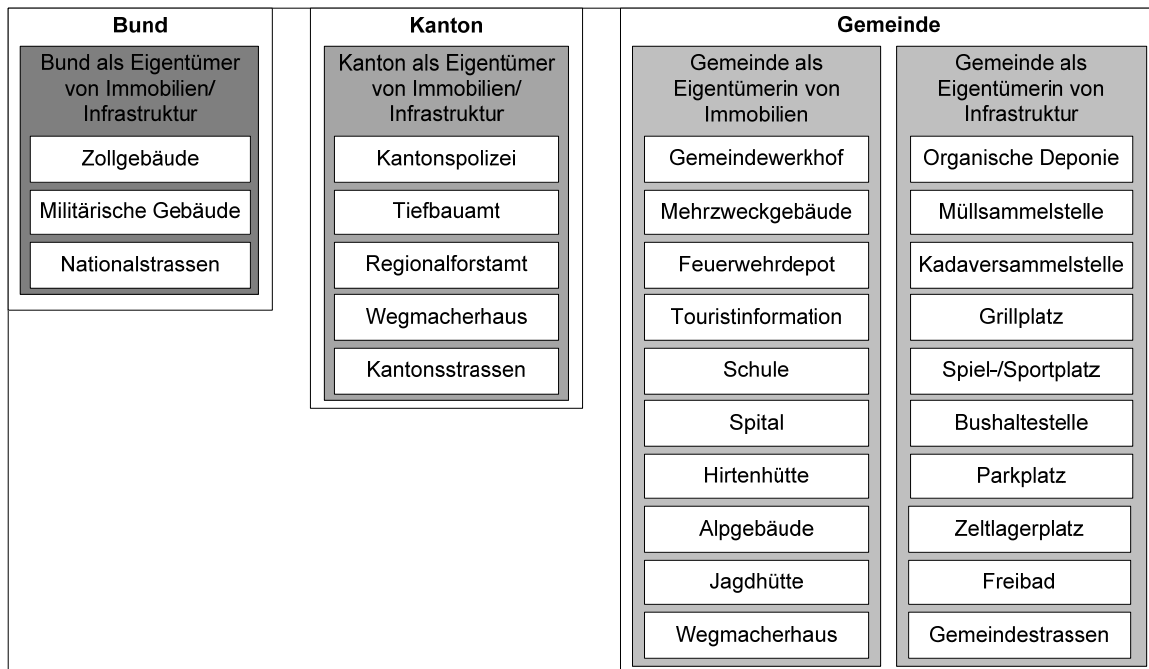 Bund
Bund als Eigentümer
von Immobilien/
Infrastruktur
Zollgebäude
Militärische Gebäude
Nationalstrassen
Kanton
Kanton als Eigentümer
von Immobilien/
Infrastruktur
Kantonspolizei
Tiefbauamt
Regionalforstamt
Wegmacherhaus
Kantonsstrassen
Gemeinde
Gemeinde als
Eigentümerin von
Immobilien
Gemeindewerkhof
Mehrzweckgebäude
Feuerwehrdepot
Touristinformation
Schule
Spital
Hirtenhütte
Alpgebäude
Jagdhütte
Wegmacherhaus
Gemeinde als
Eigentümerin von
Infrastruktur
Organische Deponie
Müllsammelstelle
Kadaversammelstelle
Grillplatz
Spiel-/Sportplatz
Bushaltestelle
Parkplatz
Zeltlagerplatz
Freibad
Gemeindestrassen